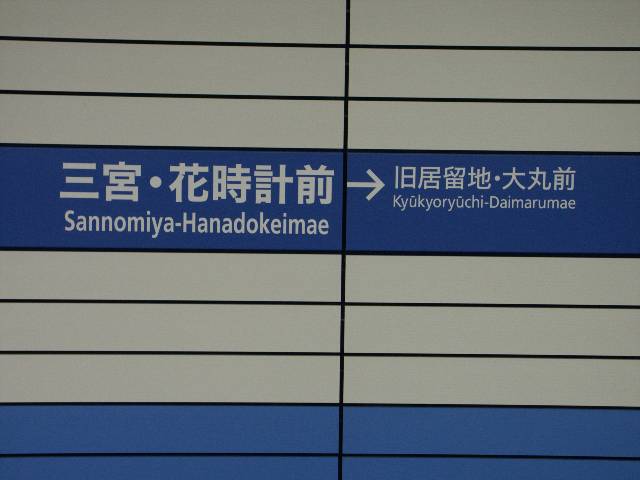 三宮・花時計前
Sannomiya-Hanadokeimae
→旧居留地・大丸前
Kyūkyoryūchi-Daimarumae